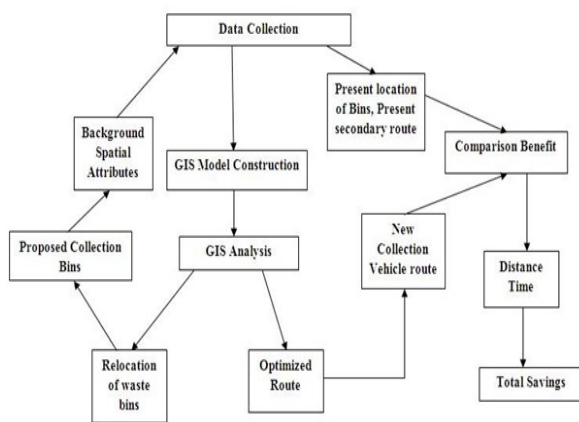 Data Collection
Present location
of Bins, Present
secondary route
Background
Spatial
Attributes
Comparison Benefit
GIS Model Construction
New
Collection
Vehicle route
Proposed Collection
Bins
GIS Analysis
Distance
Time
Relocation
of waste
bins
Optimized
Route
Total Savings